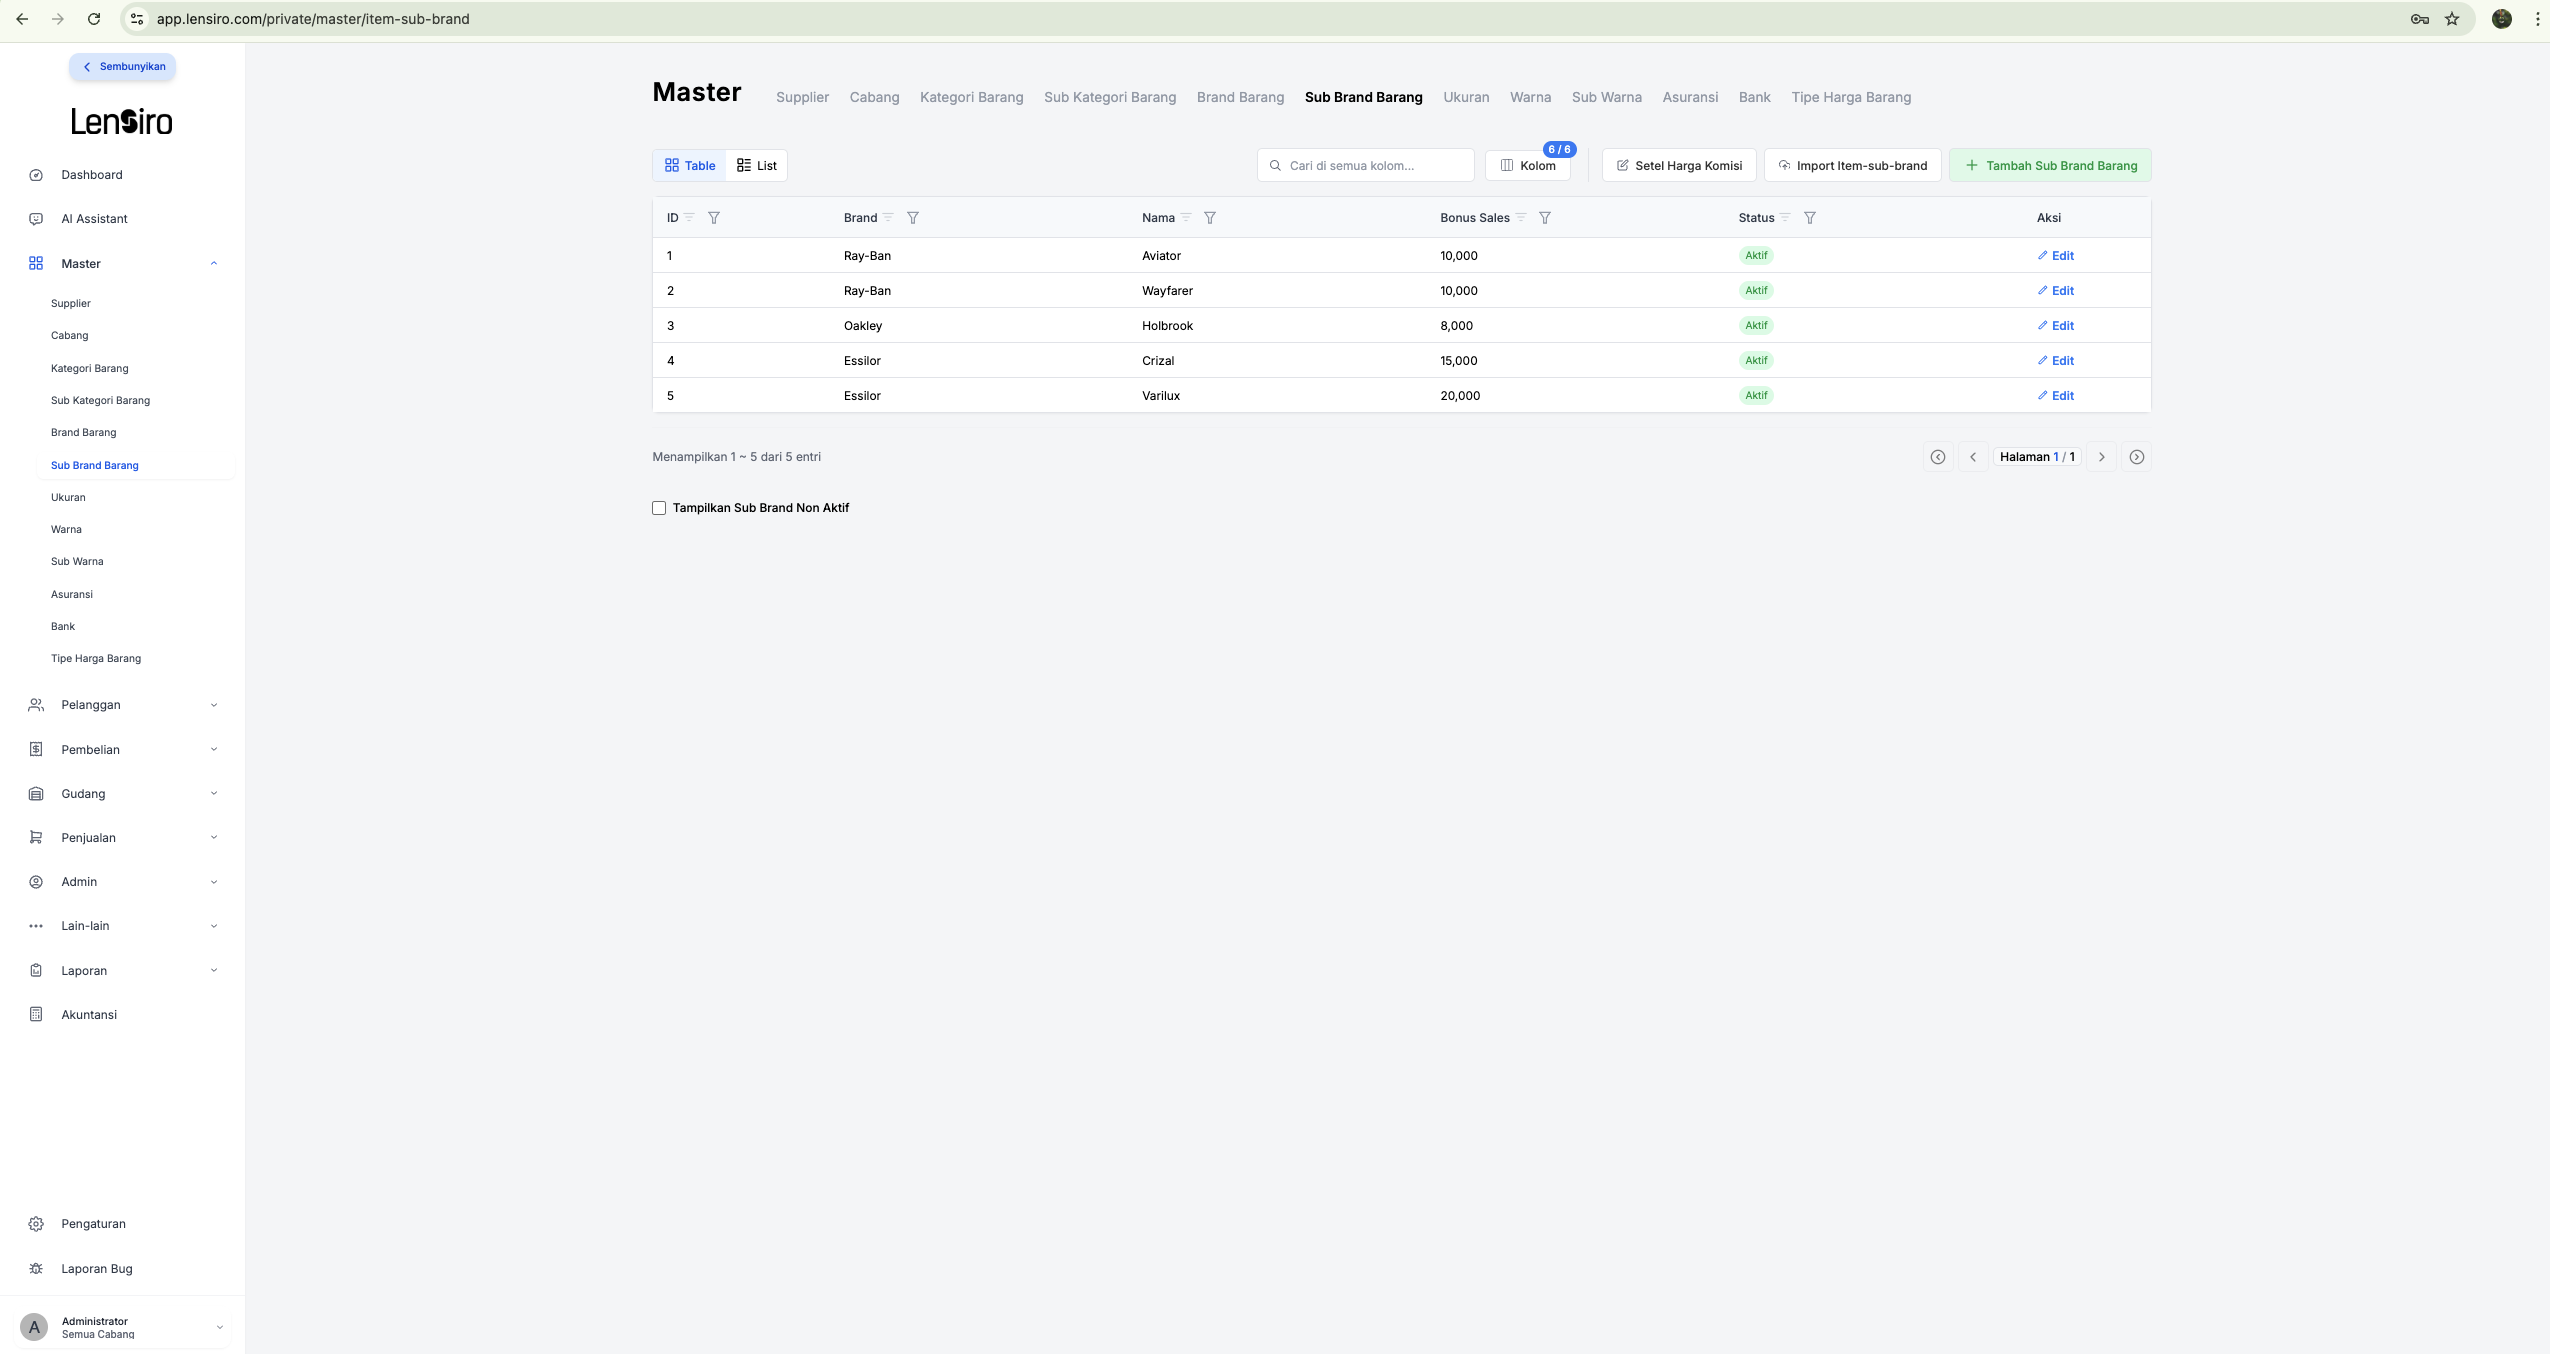 app.lensiro.com/private/master/item-sub-brand
Sembunyikan
LenSiro
Dashboard
AI Assistant
Master
Supplier
Cabang
Kategori Barang
Sub Kategori Barang
Brand Barang
Sub Brand Barang
Ukuran
Warna
Sub Warna
Asuransi
Bank
Tipe Harga Barang
Pelanggan
Pembelian
Gudang
Penjualan
Admin
Lain-lain
Laporan
Akuntansi
Pengaturan
Laporan Bug
A
Administrator
Semua Cabang
Master Supplier Cabang Kategori Barang Sub Kategori Barang Brand Barang Sub Brand Barang Ukuran Warna Sub Warna Asuransi Bank Tipe Harga Barang
6 / 6
Table List Cari di semua kolom... Kolom Setel Harga Komisi Import Item-sub-brand Tambah Sub Brand Barang
ID Brand Nama Bonus Sales Status Aksi
1 Ray-Ban Aviator 10,000 Aktif Edit
2 Ray-Ban Wayfarer 10,000 Aktif Edit
3 Oakley Holbrook 8,000 Aktif Edit
4 Essilor Crizal 15,000 Aktif Edit
5 Essilor Varilux 20,000 Aktif Edit
Menampilkan 1 ~ 5 dari 5 entri Halaman 1 / 1
Tampilkan Sub Brand Non Aktif